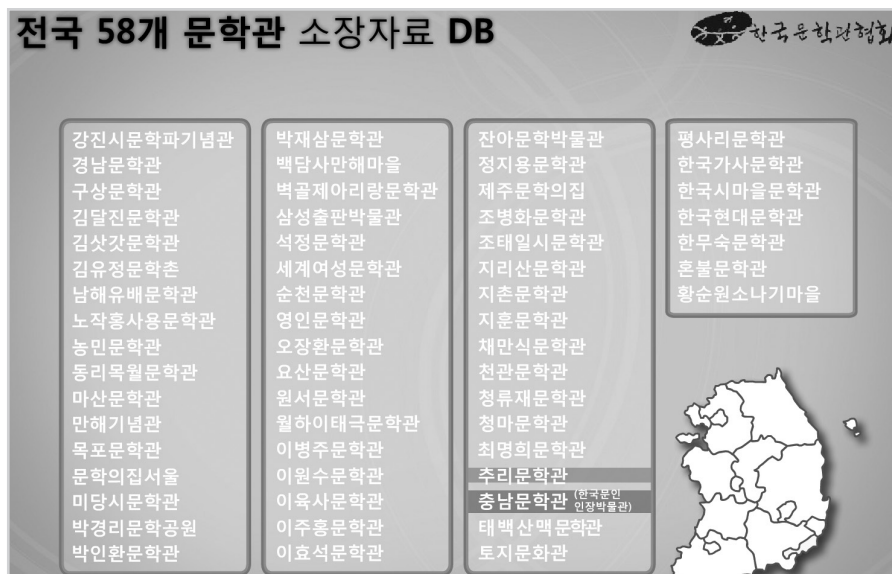 전국 58개 문학관 소장자료 DB
한국문학관협회
강진시문학파기념관
경남문학관
구상문학관
김달진문학관
김삿갓문학관
김유정문학촌
남해유배문학관
노작홍사용문학관
농민문학관
동리목월문학관
마산문학관
만해기념관
목포문학관
문학의집서울
미당시문학관
박경리문학공원
박인환문학관
박재삼문학관
백담사만해마을
벽골제아리랑문학관
삼성출판박물관
석정문학관
세계여성문학관
순천문학관
영인문학관
오장환문학관
요산문학관
원서문학관
월하이태극문학관
이병주문학관
이원수문학관
이육사문학관
이주홍문학관
이효석문학관
잔아문학박물관
정지용문학관
제주문학의집
조병화문학관
조태일시문학관
지리산문학관
지촌문학관
지훈문학관
채만식문학관
천관문학관
청류재문학관
청마문학관
최명희문학관
추리문학관
충남문학관 (한국문인
인장박물관)
태백산맥문학관
토지문화관
평사리문학관
한국가사문학관
한국시마을문학관
한국현대문학관
한무숙문학관
혼불문학관
황순원소나기마을